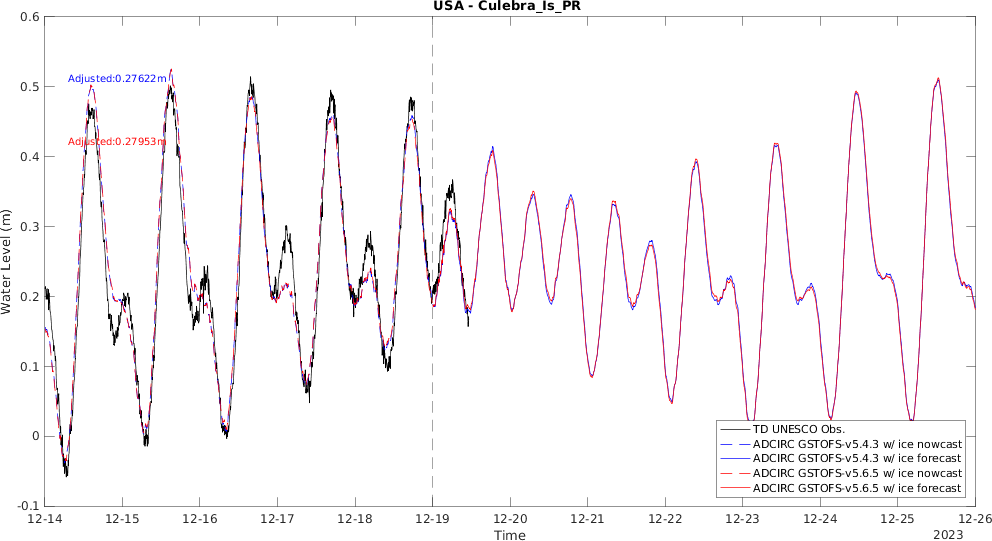 USA - Culebra_Is_PR
0.6
0.5
0.4
0.3
0.2
0.1
0
-0.1
Water Level (m)
Adjusted:0.27622m
Adjusted:0.27953m
TD UNESCO Obs.
ADCIRC GSTOFS-v5.4.3 w/ ice nowcast
ADCIRC GSTOFS-v5.4.3 w/ ice forecast
ADCIRC GSTOFS-v5.6.5 w/ ice nowcast
ADCIRC GSTOFS-v5.6.5 w/ ice forecast
12-14 12-15 12-16 12-17 12-18 12-19 12-20 12-21 12-22 12-23 12-24 12-25 12-26
Time
2023